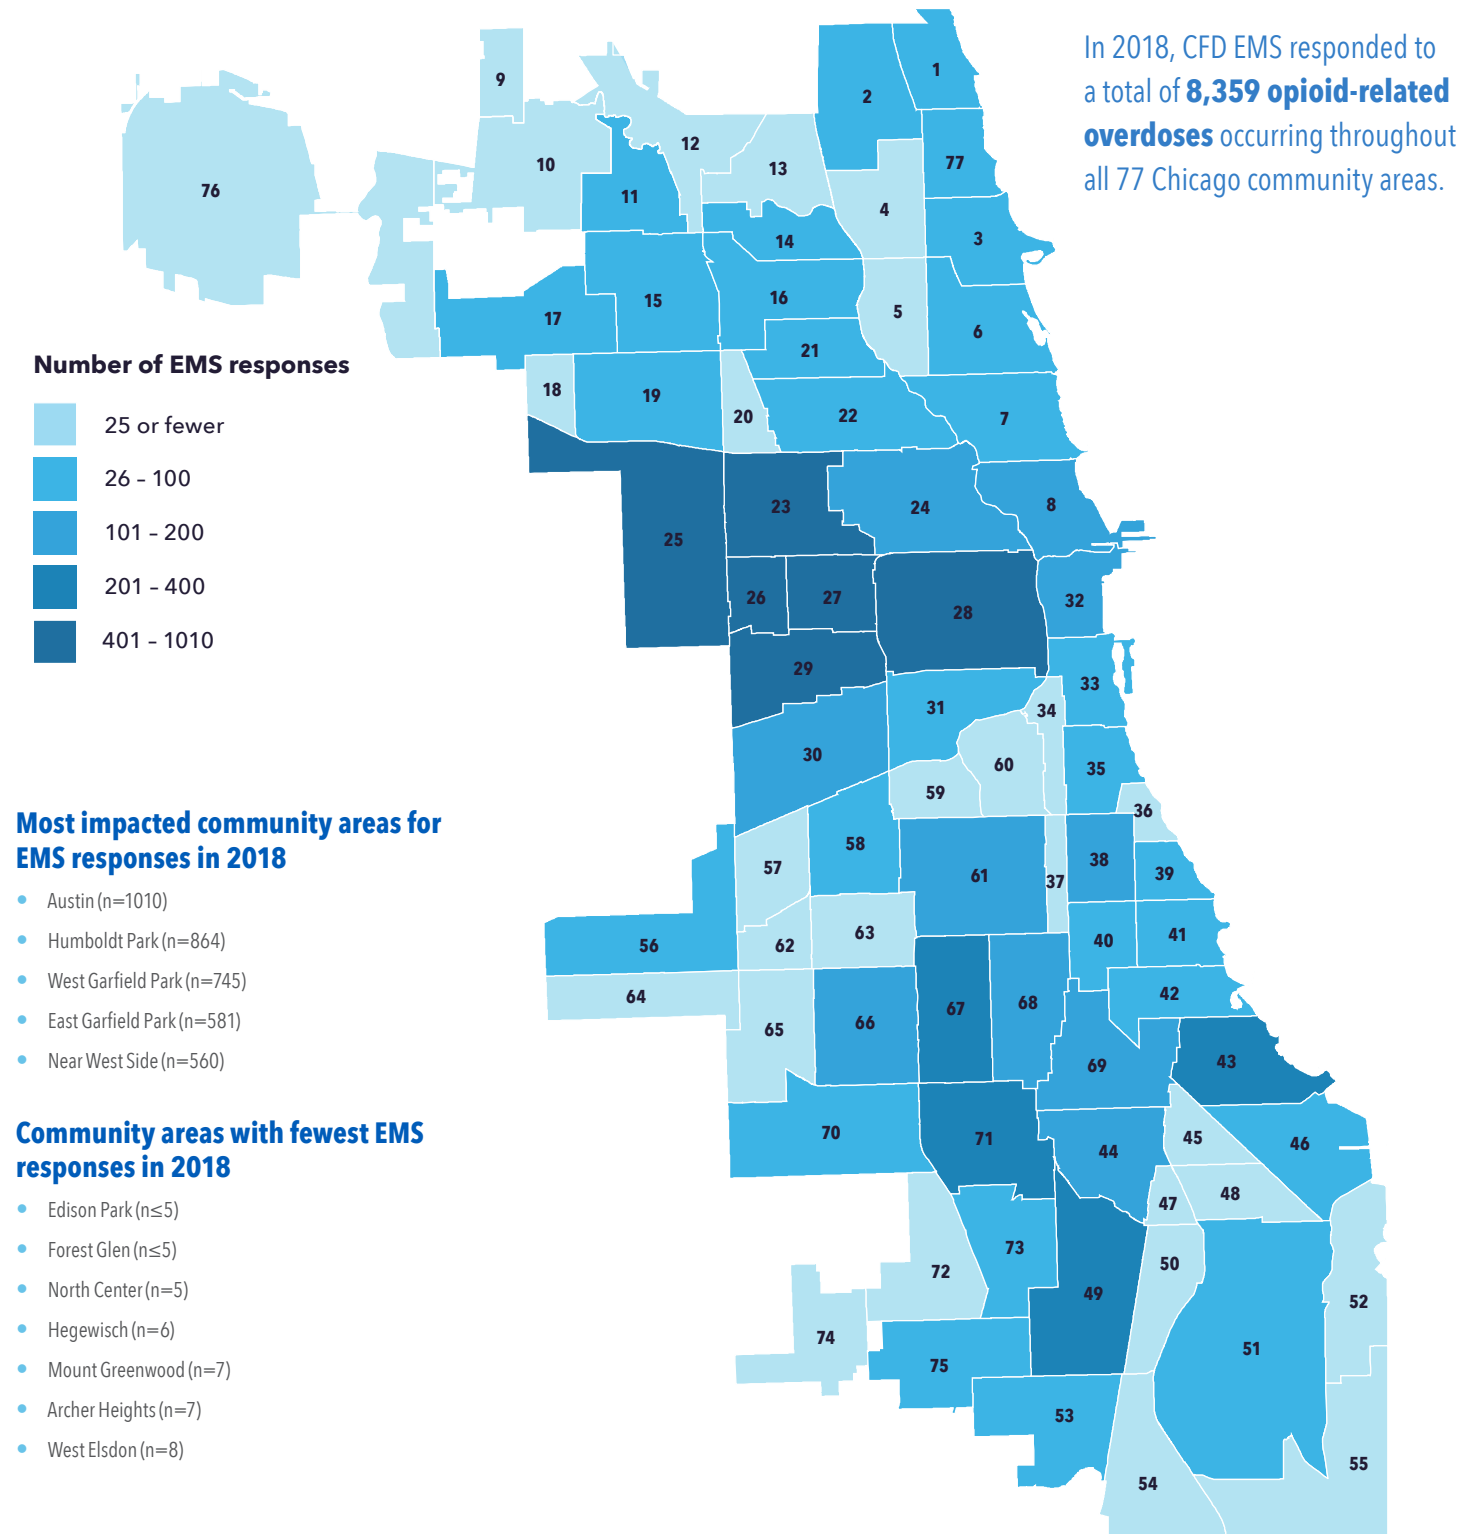 In 2018, CFD EMS responded to
a total of 8,359 opioid-related
overdoses occurring throughout
all 77 Chicago community areas.
1
2
9
12
77
10
13
76
11
4
3
14
16
15
5
17
6
21
Number of EMS responses
18
19
20
22
7
25 or fewer
26 – 100
101 – 200
201 – 400
401 – 1010
23
24
8
25
26
27
28
32
29
33
31
34
30
60
35
59
36
58
57
61
37
38
39
56
62
63
40
41
64
65
66
67
68
42
69
43
70
71
44
45
46
47
48
72
73
50
49
52
74
75
51
53
54
55
Most impacted community areas for
EMS responses in 2018
• Austin (n=1010)
• Humboldt Park (n=864)
• West Garfield Park (n=745)
• East Garfield Park (n=581)
• Near West Side (n=560)
Community areas with fewest EMS
responses in 2018
• Edison Park (n≤5)
• Forest Glen (n≤5)
• North Center (n=5)
• Hegewisch (n=6)
• Mount Greenwood (n=7)
• Archer Heights (n=7)
• West Elsdon (n=8)